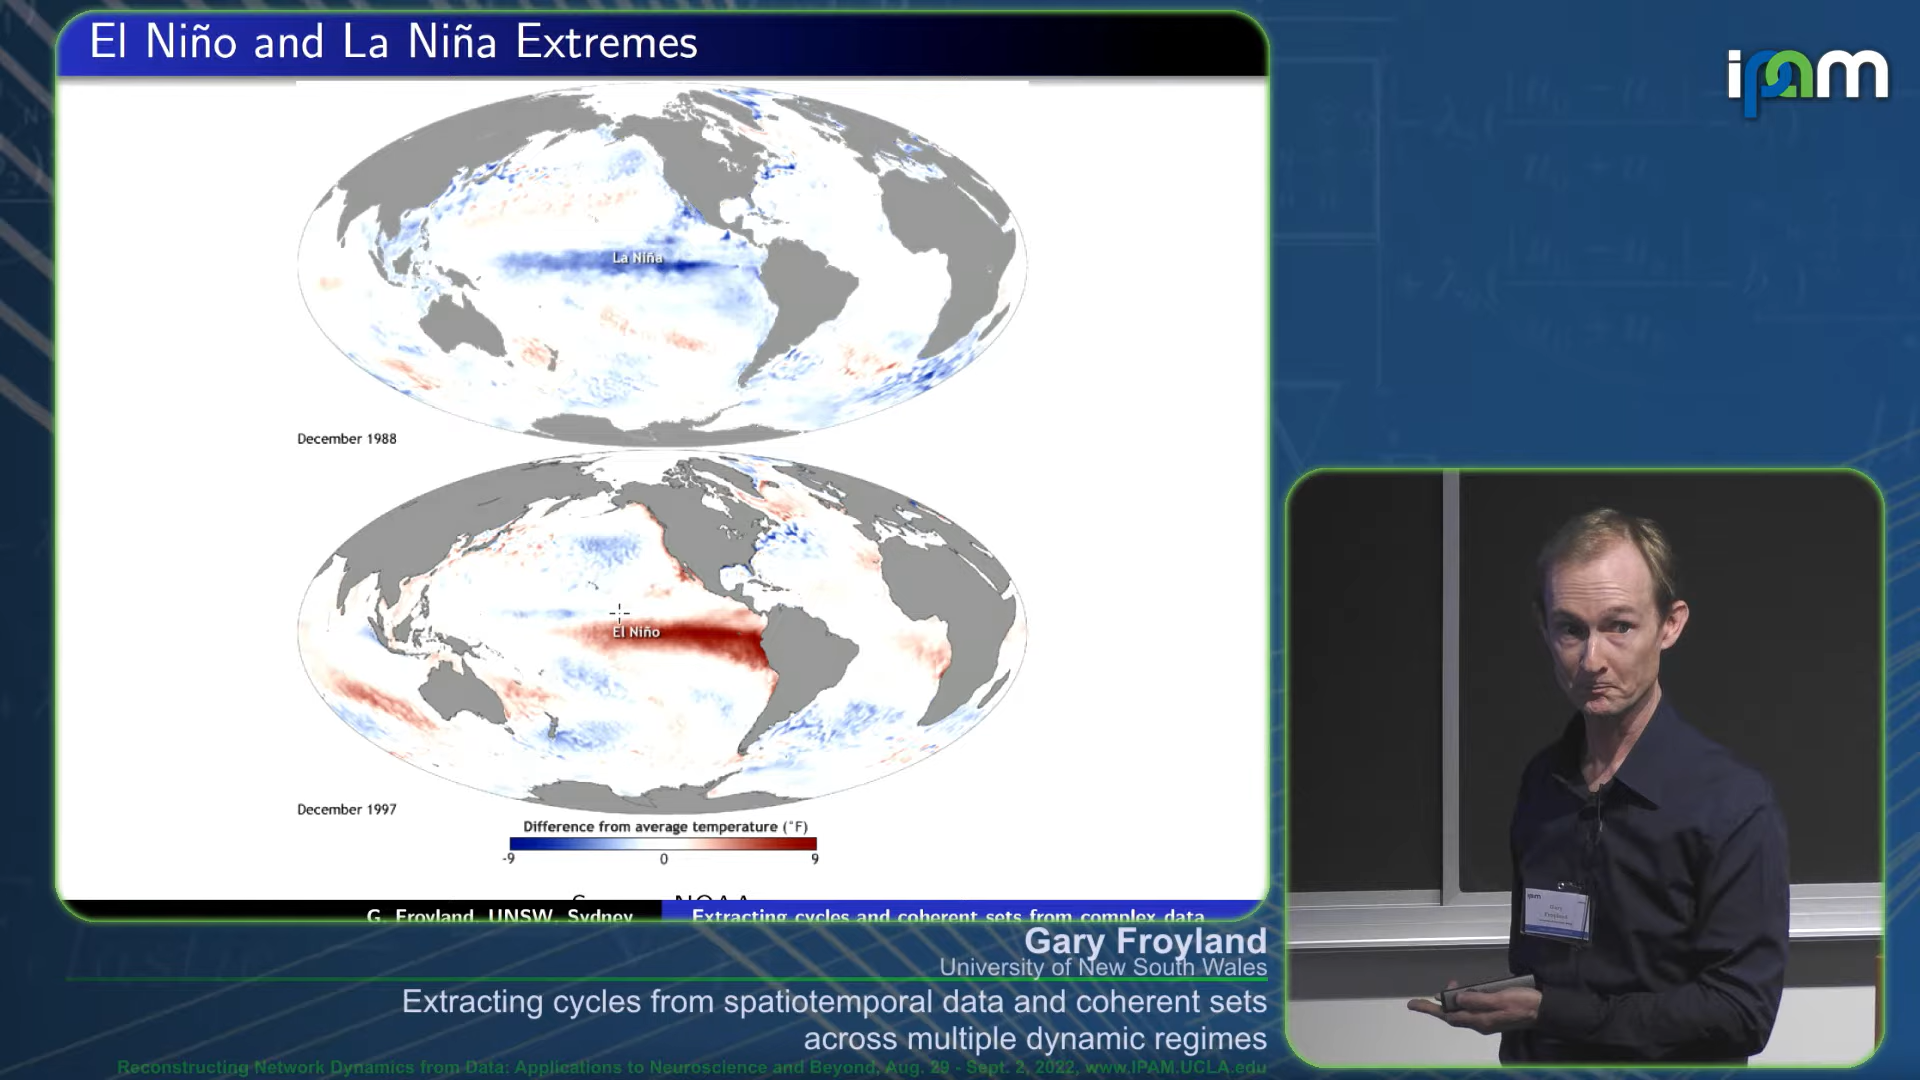 El Niño and La Niña Extremes
ipam
La Niña
December 1988
El Niño
December 1997
Difference from average temperature (°F)
-9 0 9
G. Froyland, UNSW, Sydney
Extracting cycles and coherent sets from complex data
Gary Froyland
University of New South Wales
Extracting cycles from spatiotemporal data and coherent sets
across multiple dynamic regimes
Reconstructing Network Dynamics from Data: Applications to Neuroscience and Beyond, Aug. 29 - Sept. 2, 2022, www.IPAM.UCLA.edu
ipam
Gary
Froyland